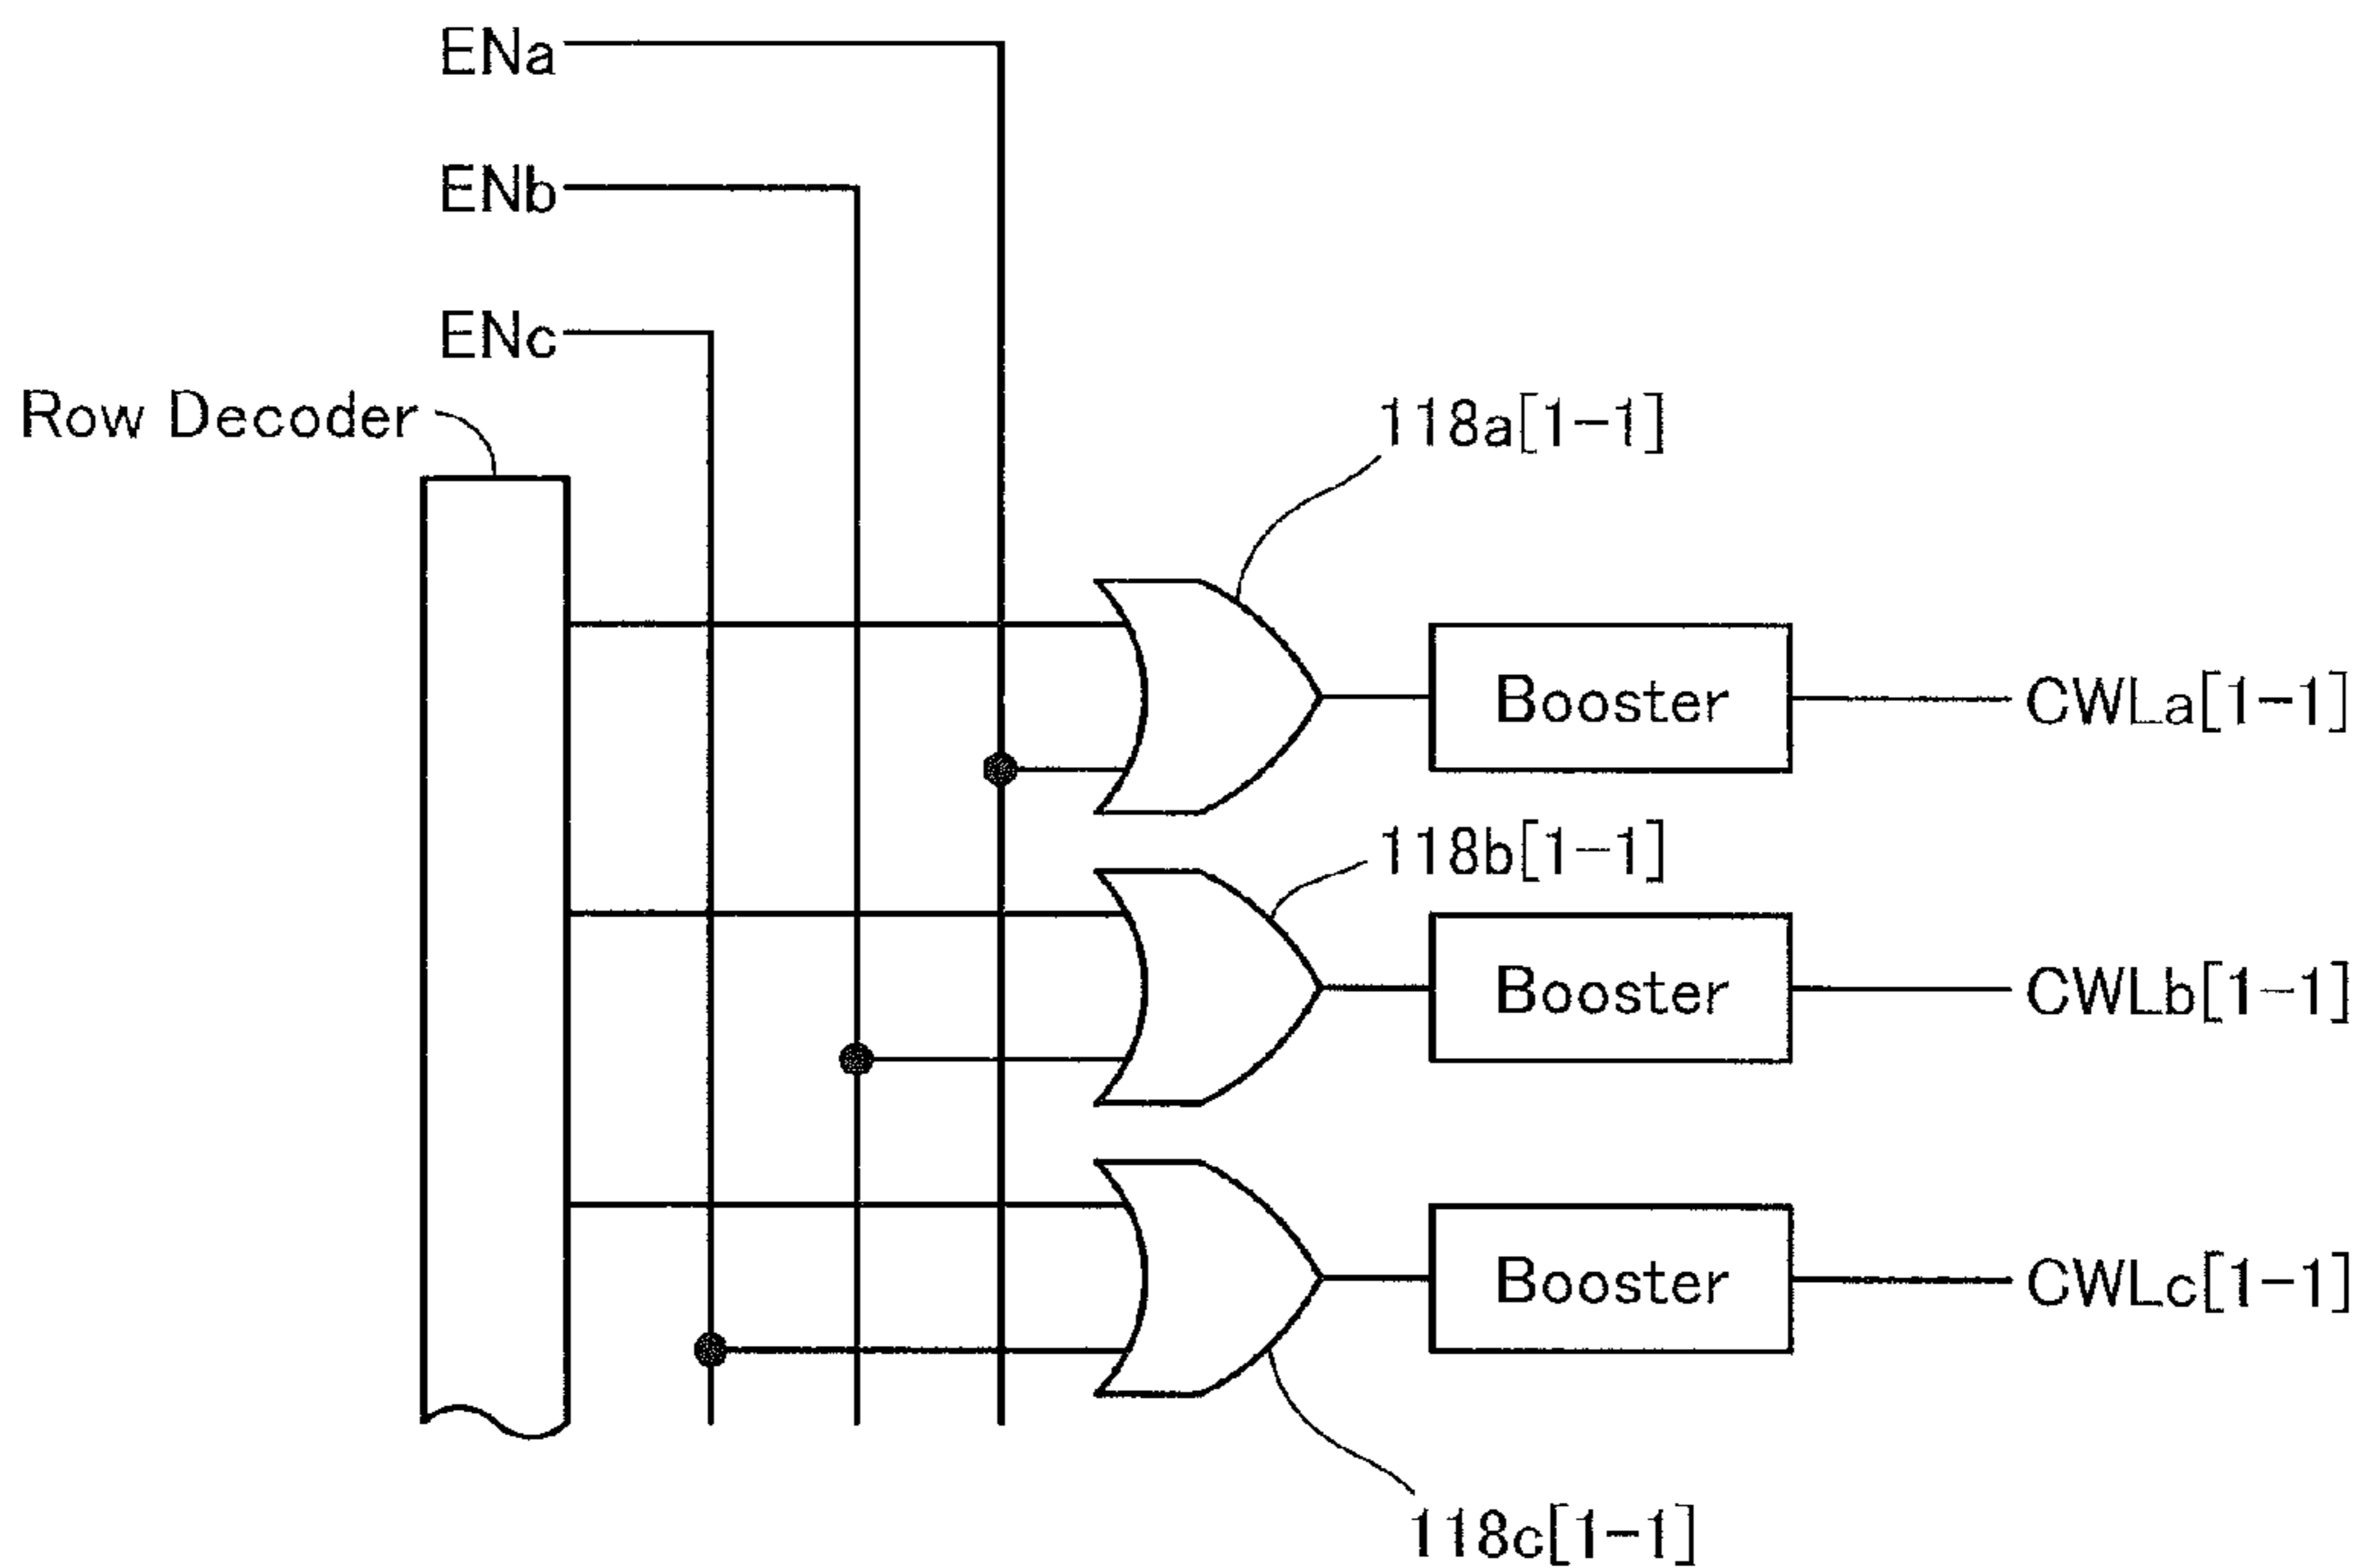 ENa
ENb
ENc
Row Decoder
118a[1-1]
Booster
CWLa[1-1]
118b[1-1]
Booster
CWLb[1-1]
Booster
CWLc[1-1]
118c[1-1]